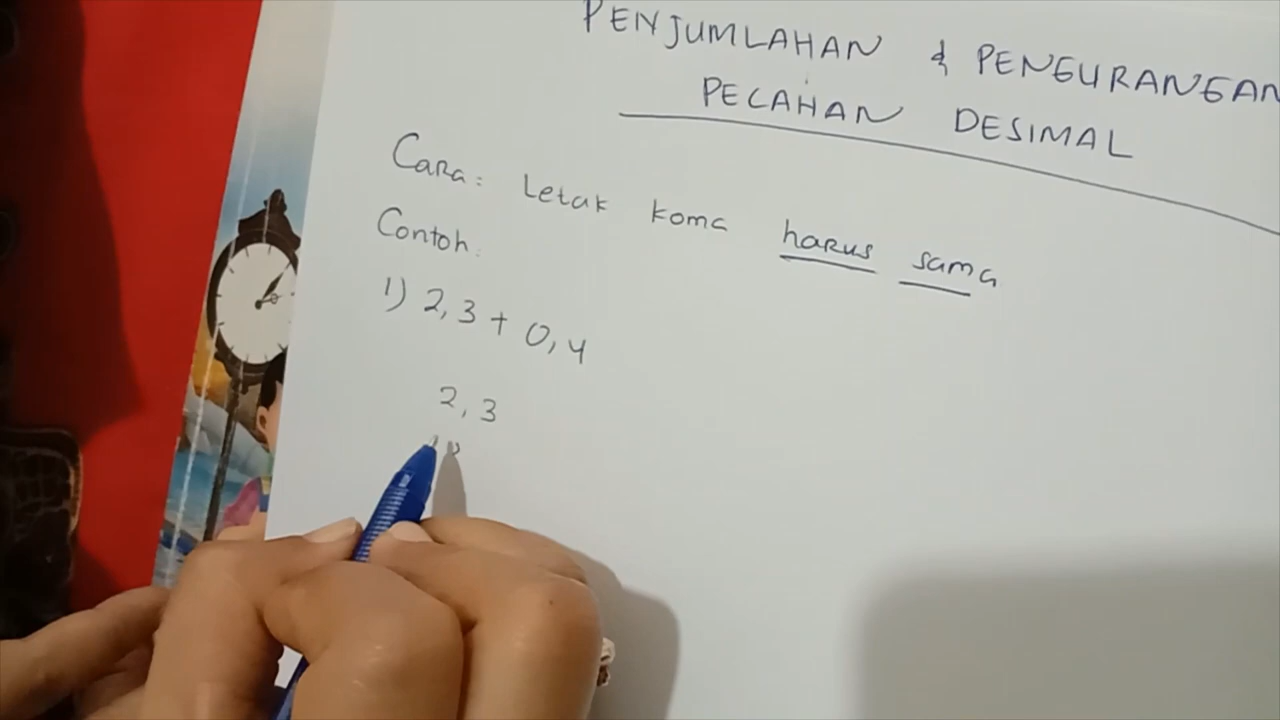 PENJUMLAHAN & PENGURANGAN
PECAHAN DESIMAL
Cara: Letak koma harus sama
Contoh:
1) 2,3 + 0,4
2,3